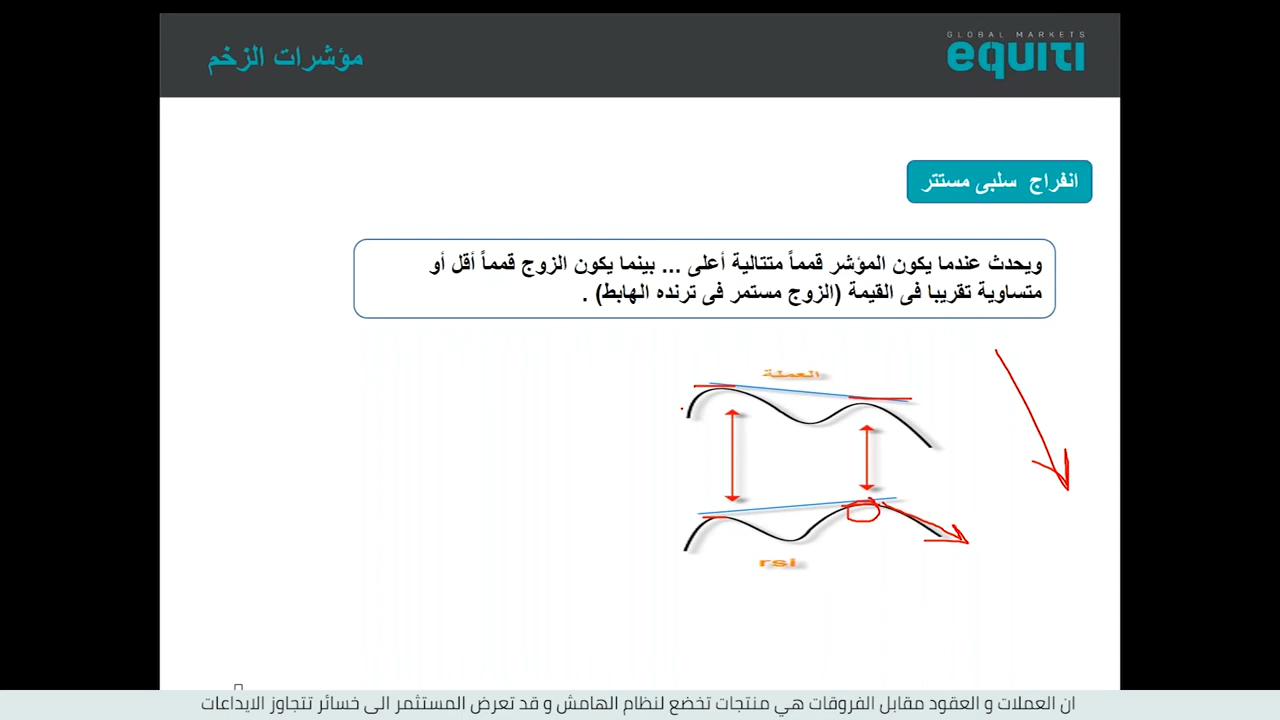 مؤشرات الزخم
GLOBAL MARKETS
equiti
انفراج سلبى مستتر
ويحدث عندما يكون المؤشر قمماً متتالية أعلى ... بينما يكون الزوج قمماً أقل أو
متساوية تقريبا فى القيمة (الزوج مستمر فى ترنده الهابط) .
العملة
rsi
ان العملات و العقود مقابل الفروقات هي منتجات تخضع لنظام الهامش و قد تعرض المستثمر الى خسائر تتجاوز الايداعات